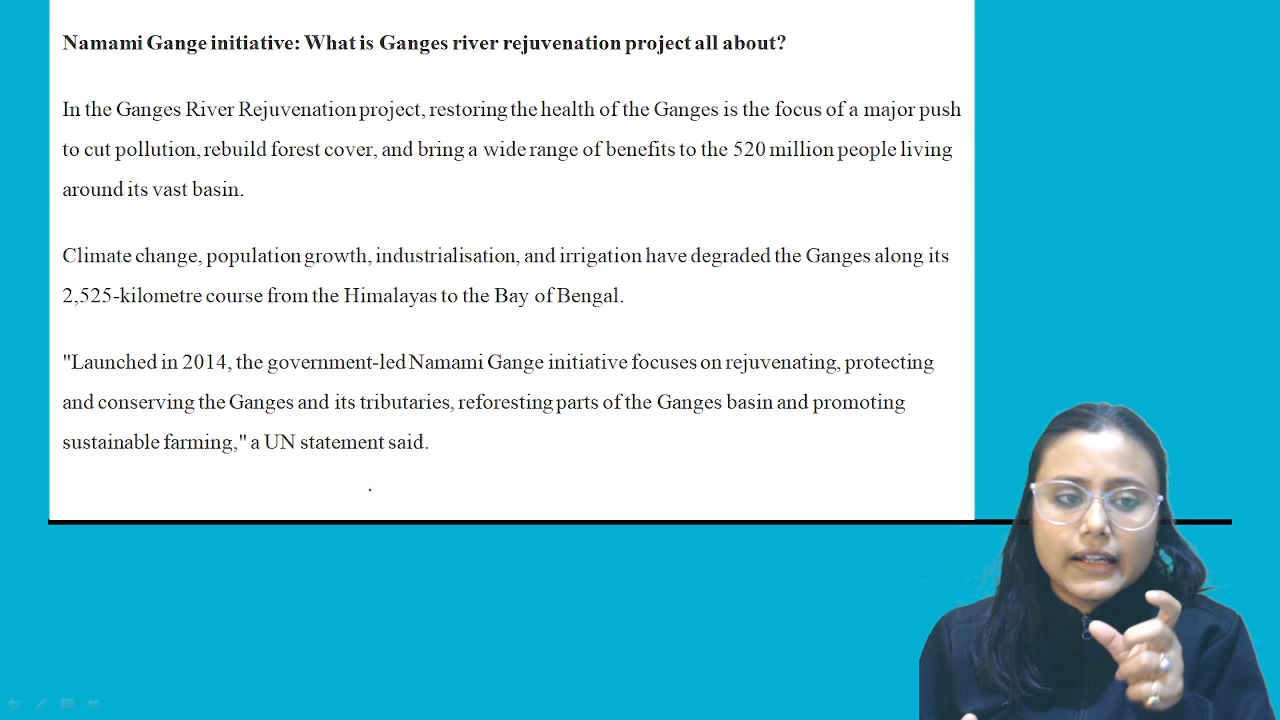 Namami Gange initiative: What is Ganges river rejuvenation project all about?
In the Ganges River Rejuvenation project, restoring the health of the Ganges is the focus of a major push
to cut pollution, rebuild forest cover, and bring a wide range of benefits to the 520 million people living
around its vast basin.
Climate change, population growth, industrialisation, and irrigation have degraded the Ganges along its
2,525-kilometre course from the Himalayas to the Bay of Bengal.
"Launched in 2014, the government-led Namami Gange initiative focuses on rejuvenating, protecting
and conserving the Ganges and its tributaries, reforesting parts of the Ganges basin and promoting
sustainable farming," a UN statement said.